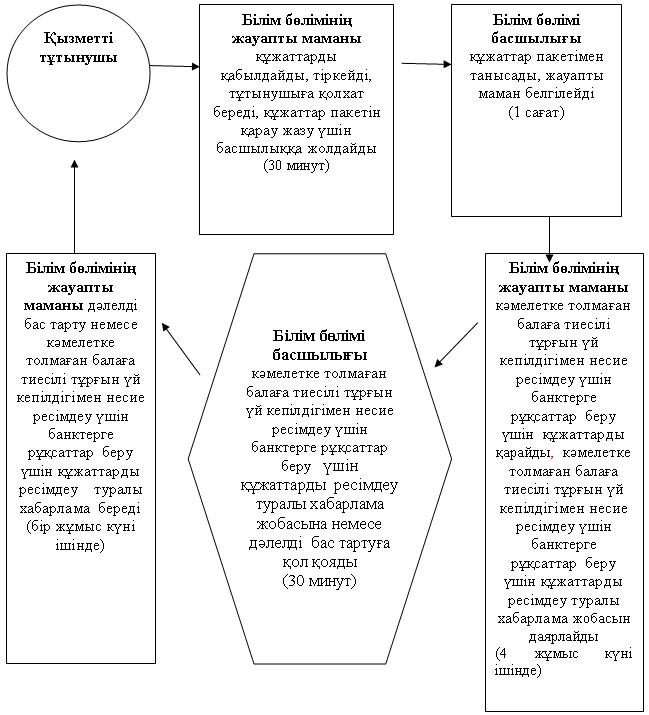 Қызметті
тұтынушы
Білім бөлімінің
жауапты маманы
құжаттарды
қабылдайды, тіркейді,
тұтынушыға қолхат
береді, құжаттар пакетін
қарау жазу үшін
басшылыққа жолдайды
(30 минут)
Білім бөлімі
басшылығы
құжаттар пакетімен
танысады, жауапты
маман белгілейді
(1 сағат)
Білім бөлімінің
жауапты маманы
кәмелетке толмаған
балаға тиесілі
тұрғын үй
кепілдігімен несие
ресімдеу үшін
банктерге
рұқсаттар беру
үшін құжаттарды
қарайды, кәмелетке
толмаған балаға
тиесілі тұрғын үй
кепілдігімен несие
ресімдеу үшін
банктерге
рұқсаттар беру
үшін құжаттарды
ресімдеу туралы
хабарлама жобасын
даярлайды
(4 жұмыс күні
ішінде)
Білім бөлімі
басшылығы
кәмелетке толмаған
балаға тиесілі тұрғын
үй кепілдігімен несие
ресімдеу үшін
банктерге рұқсаттар
беру үшін
құжаттарды ресімдеу
туралы хабарлама
жобасына немесе
дәлелді бас тартуға
қол қояды
(30 минут)
Білім бөлімінің
жауапты
маманы дәлелді
бас тарту немесе
кәмелетке
толмаған балаға
тиесілі тұрғын үй
кепілдігімен несие
ресімдеу үшін
банктерге
рұқсаттар беру
үшін құжаттарды
ресімдеу туралы
хабарлама береді
(бір жұмыс күні
ішінде)